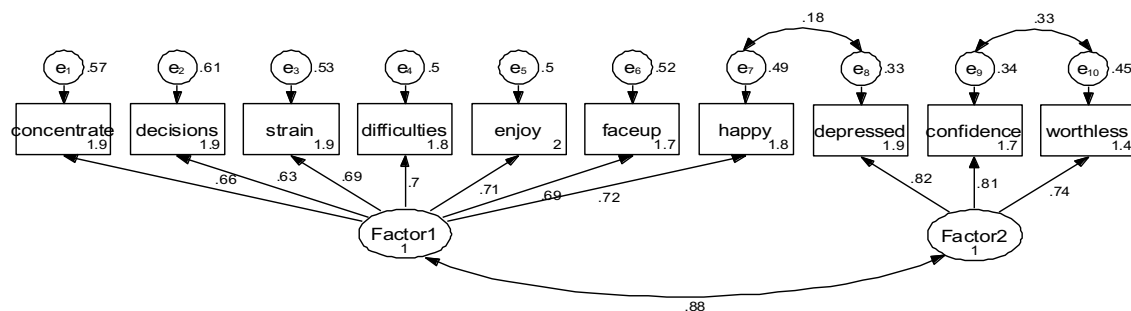 .18
.33
e1 .57
e2 .61
e3 .53
e4 .5
e5 .5
e6 .52
e7 .49
e8 .33
e9 .34
e10 .45
concentrate 1.9
decisions 1.9
strain 1.9
difficulties 1.8
enjoy 2
faceup 1.7
happy 1.8
depressed 1.9
confidence 1.7
worthless 1.4
.66
.63
.69
.7
.71
.69
.72
.82
.81
.74
Factor1 1
Factor2 1
.88